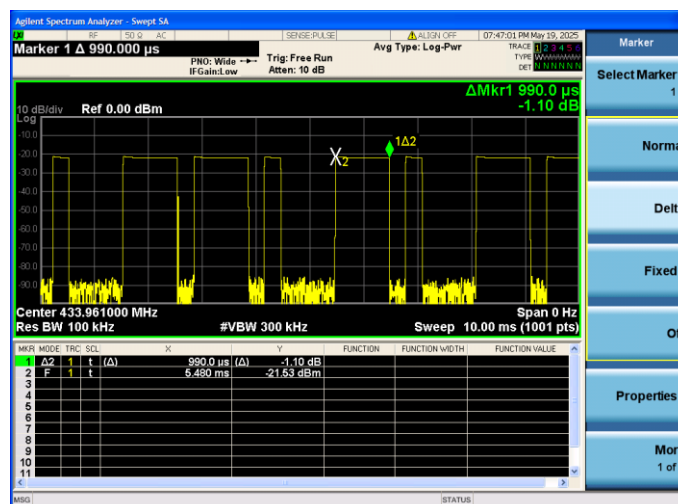 Agilent Spectrum Analyzer - Swept SA
RF 50 Ω AC SENSE:PULSE ALIGN OFF 07:47:01 PM May 19, 2025
Marker 1 Δ 990.000 µs
PNO: Wide
IFGain:Low
Trig: Free Run
Atten: 10 dB
Avg Type: Log-Pwr
TRACE 1 2 3 4 5 6
TYPE WWWWWW
DET N N N N N N
ΔMkr1 990.0 µs
-1.10 dB
10 dB/div Ref 0.00 dBm
Log
-10.0
-20.0
-30.0
-40.0
-50.0
-60.0
-70.0
-80.0
-90.0
1Δ2
X2
Center 433.961000 MHz Span 0 Hz
Res BW 100 kHz #VBW 300 kHz Sweep 10.00 ms (1001 pts)
MKR MODE TRC SCL X Y FUNCTION FUNCTION WIDTH FUNCTION VALUE
1 Δ2 1 t (Δ) 990.0 µs (Δ) -1.10 dB
2 F 1 t 5.480 ms -21.53 dBm
3
4
5
6
7
8
9
10
11
MSG STATUS
Marker
Select Marker
1
Norma
Delt
Fixed
Of
Properties
Mor
1 of